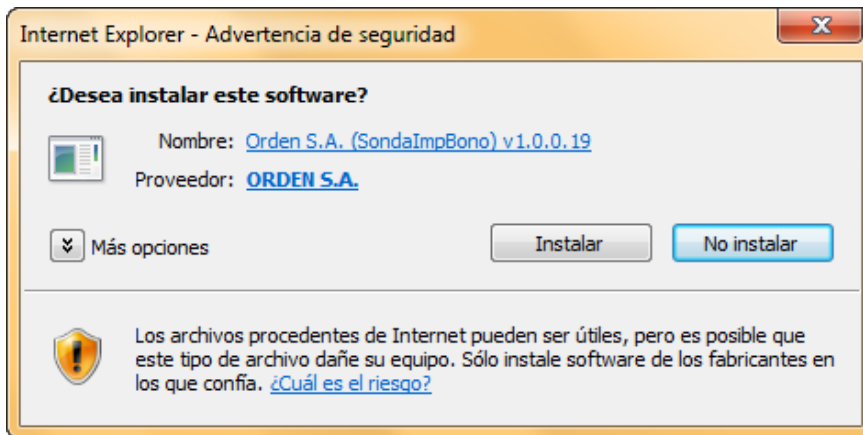 Internet Explorer - Advertencia de seguridad
¿Desea instalar este software?
Nombre: Orden S.A. (SondaImpBono) v1.0.0.19
Proveedor: ORDEN S.A.
Más opciones
Instalar
No instalar
Los archivos procedentes de Internet pueden ser útiles, pero es posible que
este tipo de archivo dañe su equipo. Sólo instale software de los fabricantes en
los que confía. ¿Cuál es el riesgo?